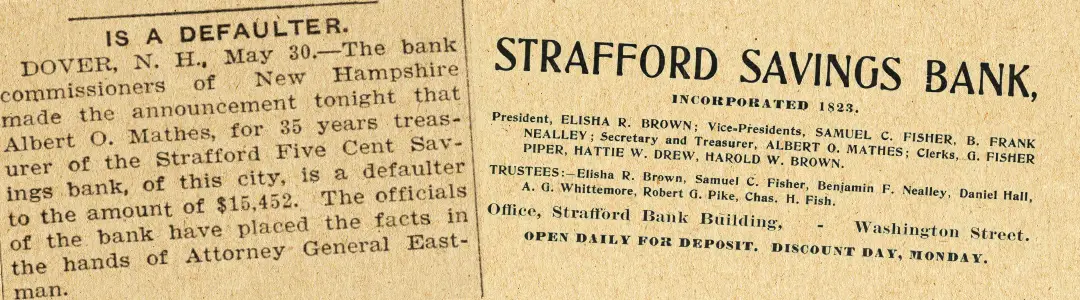 IS A DEFAULTER.
DOVER, N. H., May 30.—The bank
commissioners of New Hampshire
made the announcement tonight that
Albert O. Mathes, for 35 years treas-
urer of the Strafford Five Cent Sav-
ings bank, of this city, is a defaulter
to the amount of $15,452. The officials
of the bank have placed the facts in
the hands of Attorney General East-
man.
STRAFFORD SAVINGS BANK,
INCORPORATED 1823.
President, ELISHA R. BROWN; Vice-Presidents, SAMUEL C. FISHER, B. FRANK
NEALLEY; Secretary and Treasurer, ALBERT O. MATHES; Clerks, G. FISHER
PIPER, HATTIE W. DREW, HAROLD W. BROWN.
TRUSTEES:—Elisha R. Brown, Samuel C. Fisher, Benjamin F. Nealley, Daniel Hall,
A. G. Whittemore, Robert G. Pike, Chas. H. Fish.
Office, Strafford Bank Building, - Washington Street.
OPEN DAILY FOR DEPOSIT. DISCOUNT DAY, MONDAY.